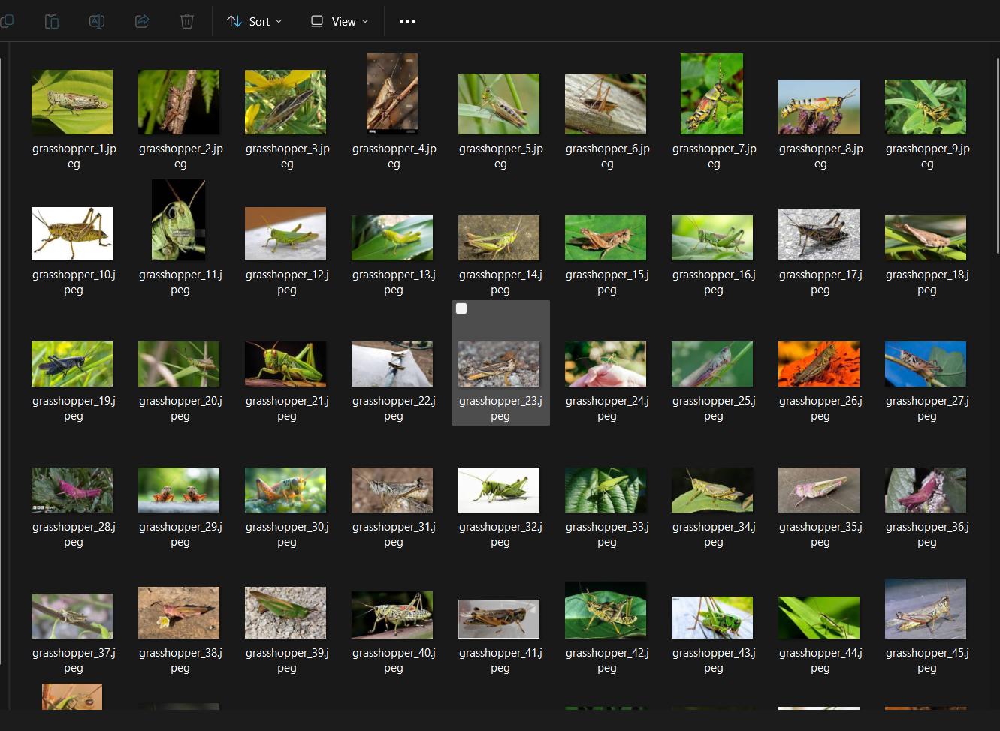 Sort
View
grasshopper_1.jp
eg
grasshopper_2.jp
eg
grasshopper_3.jp
eg
grasshopper_4.jp
eg
grasshopper_5.jp
eg
grasshopper_6.jp
eg
grasshopper_7.jp
eg
grasshopper_8.jp
eg
grasshopper_9.jp
eg
grasshopper_10.j
peg
grasshopper_11.j
peg
grasshopper_12.j
peg
grasshopper_13.j
peg
grasshopper_14.j
peg
grasshopper_15.j
peg
grasshopper_16.j
peg
grasshopper_17.j
peg
grasshopper_18.j
peg
grasshopper_19.j
peg
grasshopper_20.j
peg
grasshopper_21.j
peg
grasshopper_22.j
peg
grasshopper_23.j
peg
grasshopper_24.j
peg
grasshopper_25.j
peg
grasshopper_26.j
peg
grasshopper_27.j
peg
BBC NEWS
grasshopper_28.j
peg
grasshopper_29.j
peg
grasshopper_30.j
peg
grasshopper_31.j
peg
grasshopper_32.j
peg
grasshopper_33.j
peg
grasshopper_34.j
peg
grasshopper_35.j
peg
grasshopper_36.j
peg
grasshopper_37.j
peg
grasshopper_38.j
peg
grasshopper_39.j
peg
grasshopper_40.j
peg
grasshopper_41.j
peg
grasshopper_42.j
peg
grasshopper_43.j
peg
grasshopper_44.j
peg
grasshopper_45.j
peg